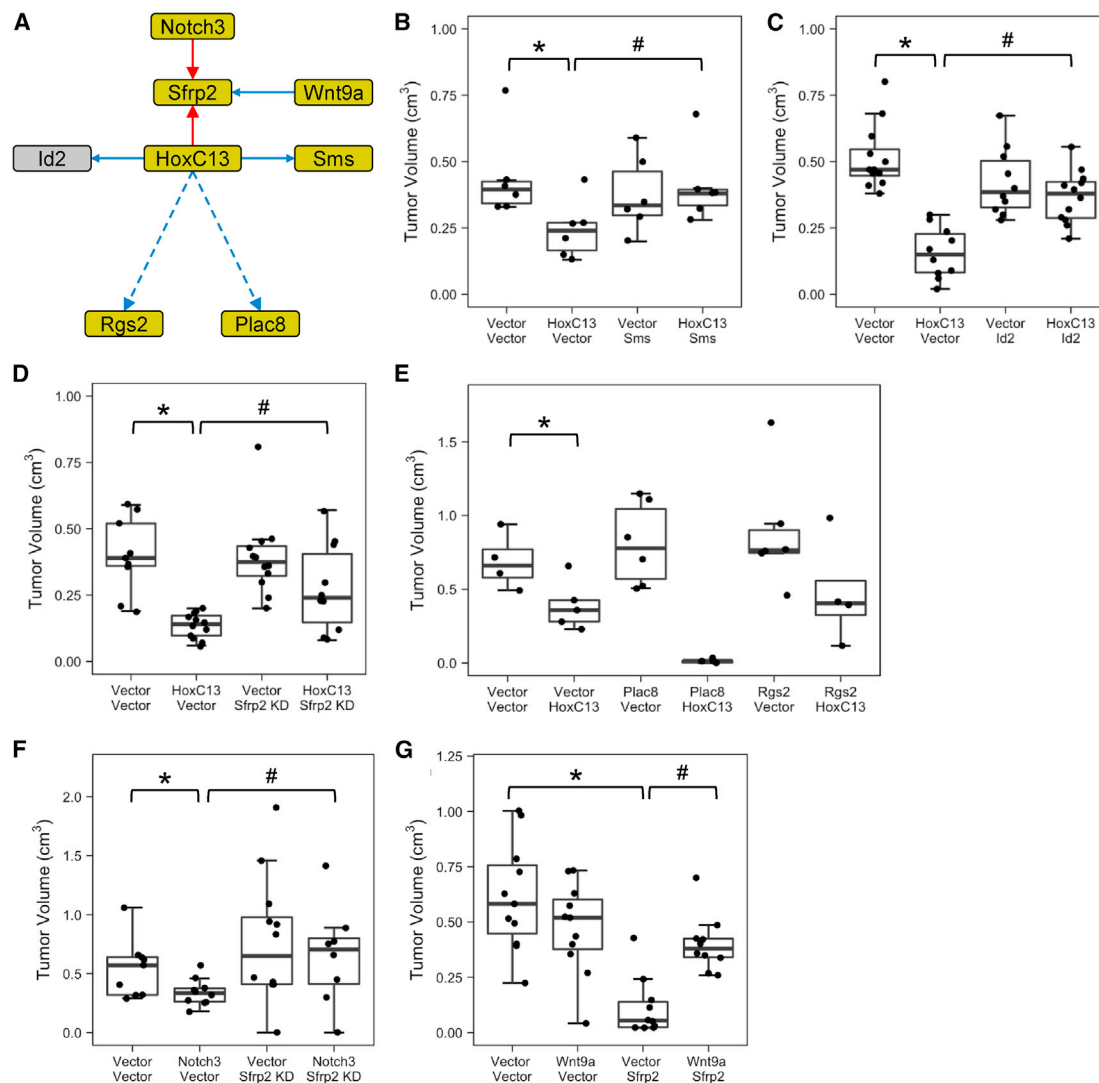 A
Notch3
Sfrp2
Wnt9a
Id2
HoxC13
Sms
Rgs2
Plac8
B
Tumor Volume (cm3)
1.00
0.75
0.50
0.25
0.00
*
#
Vector
Vector
HoxC13
Vector
Vector
Sms
HoxC13
Sms
C
Tumor Volume (cm3)
1.00
0.75
0.50
0.25
0.00
*
#
Vector
Vector
HoxC13
Vector
Vector
Id2
HoxC13
Id2
D
Tumor Volume (cm3)
1.00
0.75
0.50
0.25
0.00
*
#
Vector
Vector
HoxC13
Vector
Vector
Sfrp2 KD
HoxC13
Sfrp2 KD
E
Tumor Volume (cm3)
1.5
1.0
0.5
0.0
*
Vector
Vector
Vector
HoxC13
Plac8
Vector
Plac8
HoxC13
Rgs2
Vector
Rgs2
HoxC13
F
Tumor Volume (cm3)
2.0
1.5
1.0
0.5
0.0
*
#
Vector
Vector
Notch3
Vector
Vector
Sfrp2 KD
Notch3
Sfrp2 KD
G
Tumor Volume (cm3)
1.25
1.00
0.75
0.50
0.25
0.00
*
#
Vector
Vector
Wnt9a
Vector
Vector
Sfrp2
Wnt9a
Sfrp2